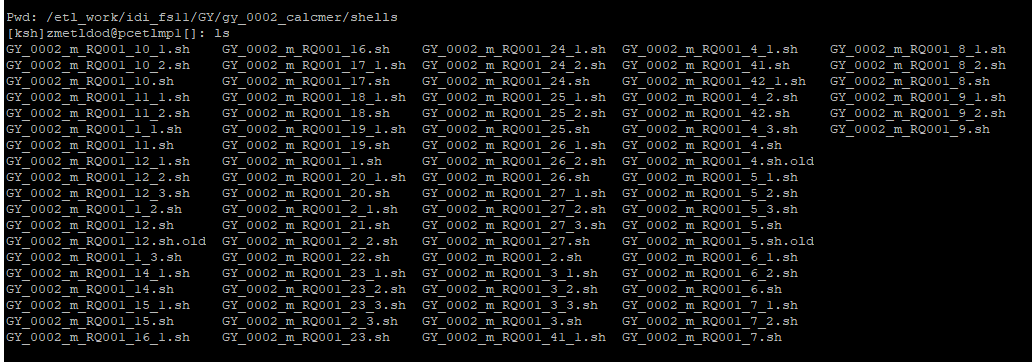 Pwd: /etl_work/idi_fs11/GY/gy_0002_calcmer/shells
[ksh]zmetldod@pcetlmp1[]: ls
GY_0002_m_RQ001_10_1.sh GY_0002_m_RQ001_16.sh GY_0002_m_RQ001_24_1.sh GY_0002_m_RQ001_4_1.sh GY_0002_m_RQ001_8_1.sh
GY_0002_m_RQ001_10_2.sh GY_0002_m_RQ001_17_1.sh GY_0002_m_RQ001_24_2.sh GY_0002_m_RQ001_41.sh GY_0002_m_RQ001_8_2.sh
GY_0002_m_RQ001_10.sh GY_0002_m_RQ001_17.sh GY_0002_m_RQ001_24.sh GY_0002_m_RQ001_42_1.sh GY_0002_m_RQ001_8.sh
GY_0002_m_RQ001_11_1.sh GY_0002_m_RQ001_18_1.sh GY_0002_m_RQ001_25_1.sh GY_0002_m_RQ001_4_2.sh GY_0002_m_RQ001_9_1.sh
GY_0002_m_RQ001_11_2.sh GY_0002_m_RQ001_18.sh GY_0002_m_RQ001_25_2.sh GY_0002_m_RQ001_42.sh GY_0002_m_RQ001_9_2.sh
GY_0002_m_RQ001_1_1.sh GY_0002_m_RQ001_19_1.sh GY_0002_m_RQ001_25.sh GY_0002_m_RQ001_4_3.sh GY_0002_m_RQ001_9.sh
GY_0002_m_RQ001_11.sh GY_0002_m_RQ001_19.sh GY_0002_m_RQ001_26_1.sh GY_0002_m_RQ001_4.sh
GY_0002_m_RQ001_12_1.sh GY_0002_m_RQ001_1.sh GY_0002_m_RQ001_26_2.sh GY_0002_m_RQ001_4.sh.old
GY_0002_m_RQ001_12_2.sh GY_0002_m_RQ001_20_1.sh GY_0002_m_RQ001_26.sh GY_0002_m_RQ001_5_1.sh
GY_0002_m_RQ001_12_3.sh GY_0002_m_RQ001_20.sh GY_0002_m_RQ001_27_1.sh GY_0002_m_RQ001_5_2.sh
GY_0002_m_RQ001_1_2.sh GY_0002_m_RQ001_2_1.sh GY_0002_m_RQ001_27_2.sh GY_0002_m_RQ001_5_3.sh
GY_0002_m_RQ001_12.sh GY_0002_m_RQ001_21.sh GY_0002_m_RQ001_27_3.sh GY_0002_m_RQ001_5.sh
GY_0002_m_RQ001_12.sh.old GY_0002_m_RQ001_2_2.sh GY_0002_m_RQ001_27.sh GY_0002_m_RQ001_5.sh.old
GY_0002_m_RQ001_1_3.sh GY_0002_m_RQ001_22.sh GY_0002_m_RQ001_2.sh GY_0002_m_RQ001_6_1.sh
GY_0002_m_RQ001_14_1.sh GY_0002_m_RQ001_23_1.sh GY_0002_m_RQ001_3_1.sh GY_0002_m_RQ001_6_2.sh
GY_0002_m_RQ001_14.sh GY_0002_m_RQ001_23_2.sh GY_0002_m_RQ001_3_2.sh GY_0002_m_RQ001_6.sh
GY_0002_m_RQ001_15_1.sh GY_0002_m_RQ001_23_3.sh GY_0002_m_RQ001_3_3.sh GY_0002_m_RQ001_7_1.sh
GY_0002_m_RQ001_15.sh GY_0002_m_RQ001_2_3.sh GY_0002_m_RQ001_3.sh GY_0002_m_RQ001_7_2.sh
GY_0002_m_RQ001_16_1.sh GY_0002_m_RQ001_23.sh GY_0002_m_RQ001_41_1.sh GY_0002_m_RQ001_7.sh